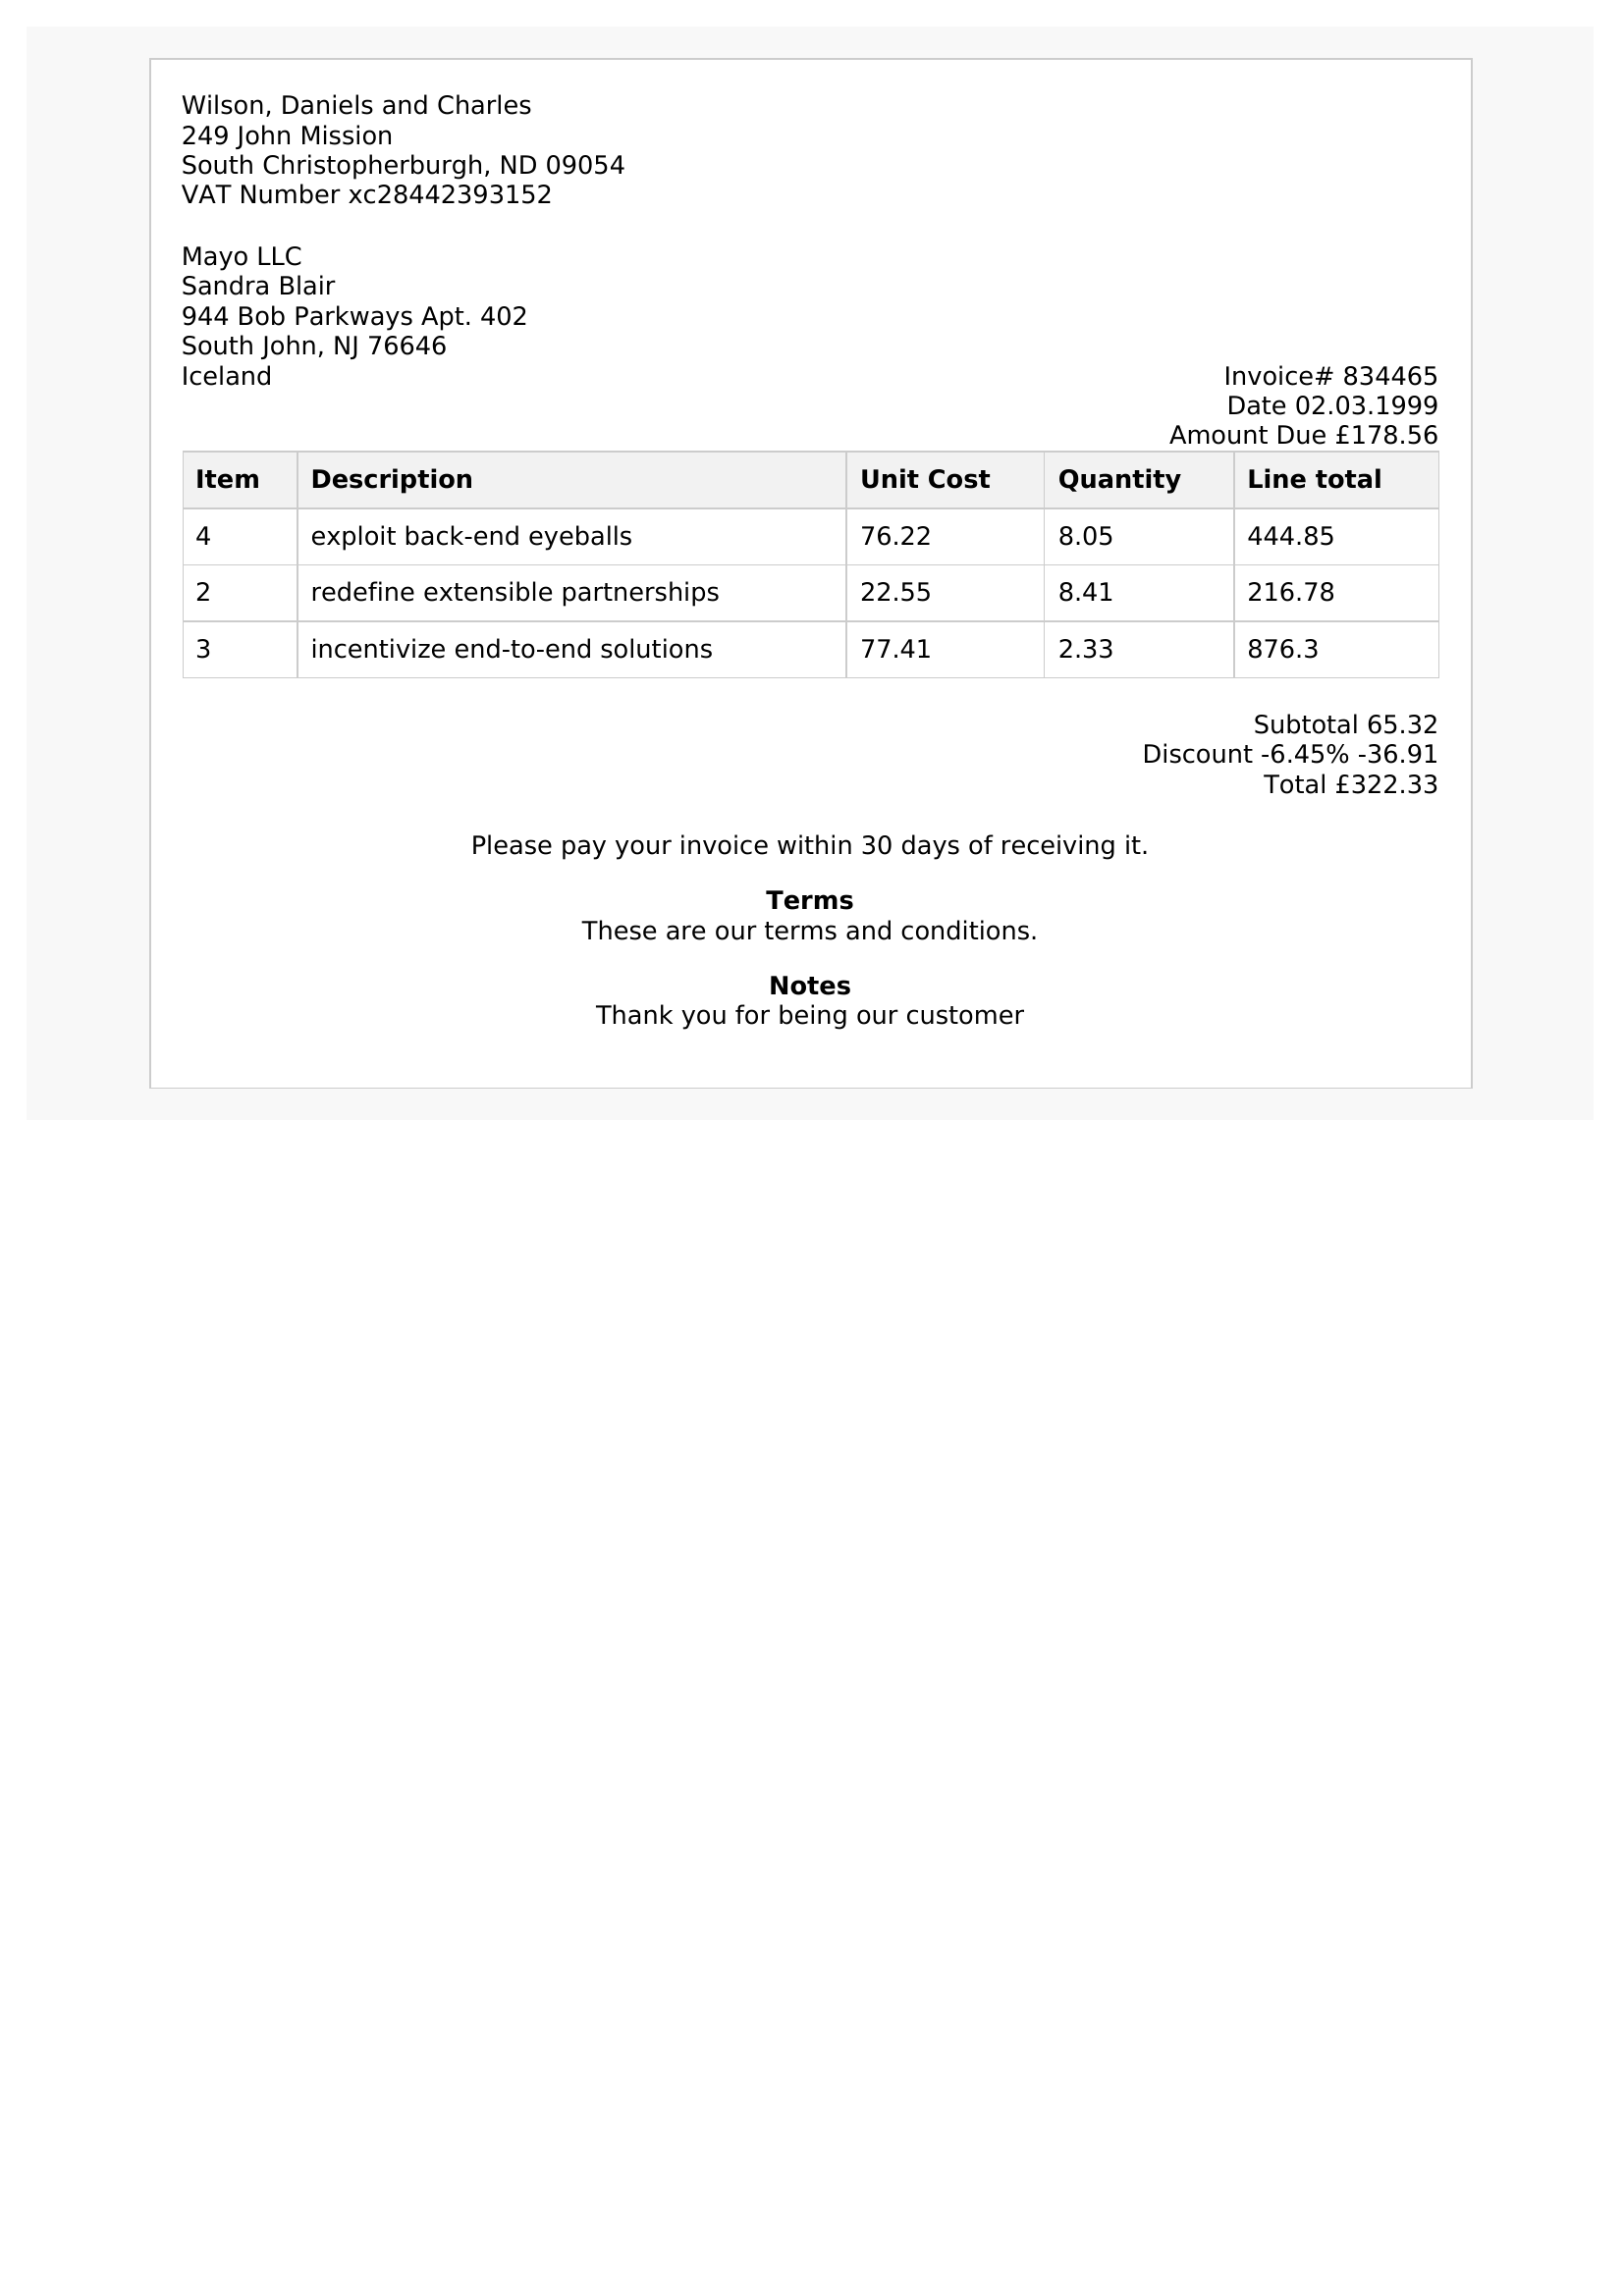 Wilson, Daniels and Charles
249 John Mission
South Christopherburgh, ND 09054
VAT Number xc28442393152
Mayo LLC
Sandra Blair
944 Bob Parkways Apt. 402
South John, NJ 76646
Iceland
Invoice# 834465
Date 02.03.1999
Amount Due £178.56
Item Description Unit Cost Quantity Line total
4 exploit back-end eyeballs 76.22 8.05 444.85
2 redefine extensible partnerships 22.55 8.41 216.78
3 incentivize end-to-end solutions 77.41 2.33 876.3
Subtotal 65.32
Discount -6.45% -36.91
Total £322.33
Please pay your invoice within 30 days of receiving it.
Terms
These are our terms and conditions.
Notes
Thank you for being our customer